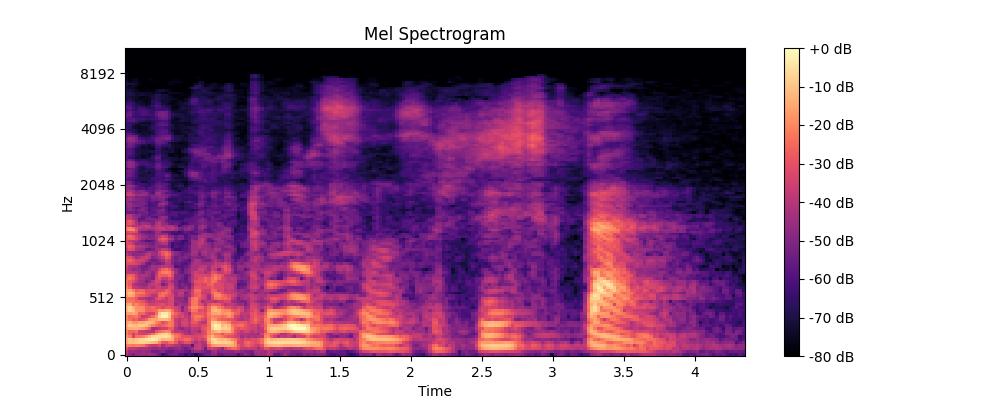 Mel Spectrogram
Hz
8192
4096
2048
1024
512
0
0 0.5 1 1.5 2 2.5 3 3.5 4
Time
+0 dB
-10 dB
-20 dB
-30 dB
-40 dB
-50 dB
-60 dB
-70 dB
-80 dB